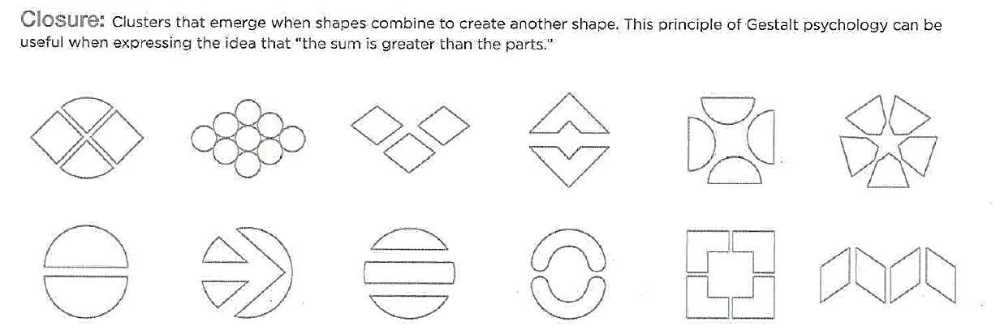 Closure: Clusters that emerge when shapes combine to create another shape. This principle of Gestalt psychology can be
useful when expressing the idea that "the sum is greater than the parts."